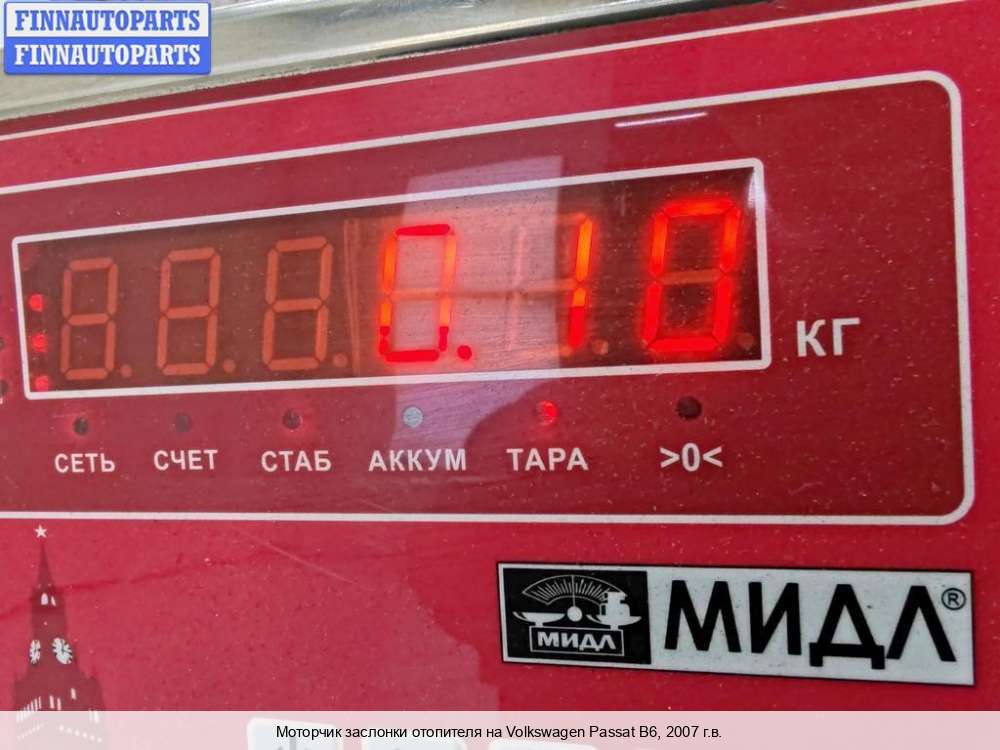 FINNAUTOPARTS
FINNAUTOPARTS
0.10
КГ
СЕТЬ СЧЕТ СТАБ АККУМ ТАРА >0<
МИДЛ
МИДЛ®
Моторчик заслонки отопителя на Volkswagen Passat B6, 2007 г.в.